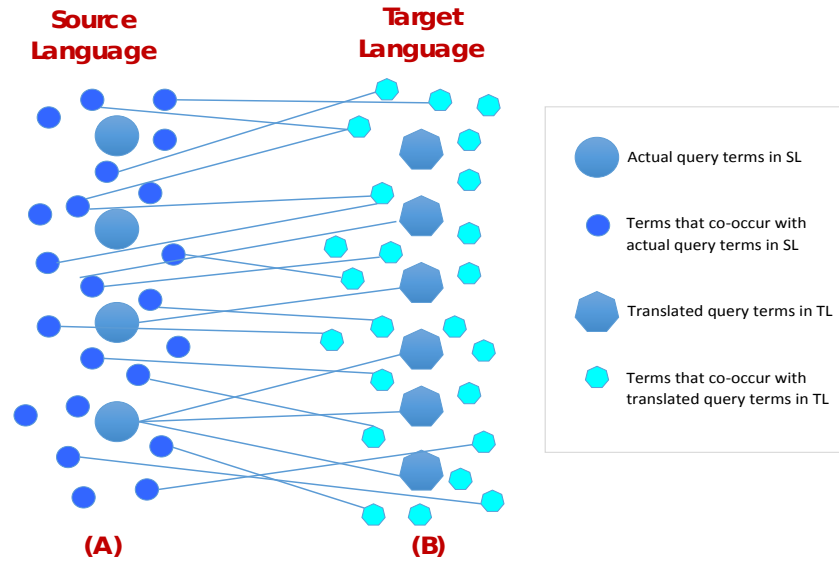 Source
Language
Target
Language
Actual query terms in SL
Terms that co-occur with
actual query terms in SL
Translated query terms in TL
Terms that co-occur with
translated query terms in TL
(A)
(B)